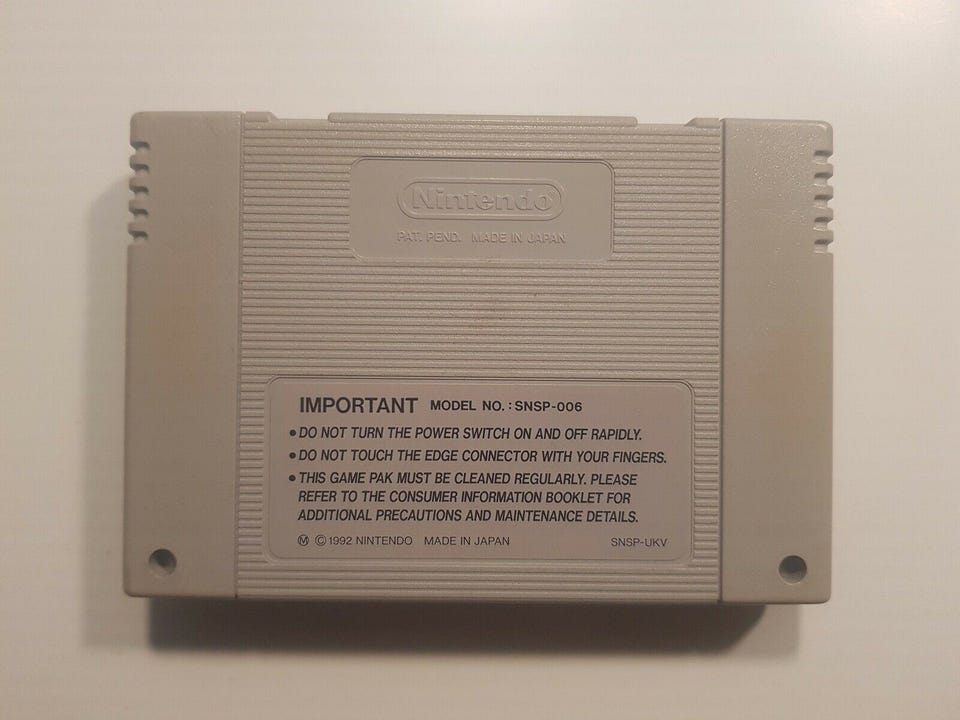 Nintendo®
PAT. PEND. MADE IN JAPAN
IMPORTANT MODEL NO. : SNSP-006
• DO NOT TURN THE POWER SWITCH ON AND OFF RAPIDLY.
• DO NOT TOUCH THE EDGE CONNECTOR WITH YOUR FINGERS.
• THIS GAME PAK MUST BE CLEANED REGULARLY. PLEASE
REFER TO THE CONSUMER INFORMATION BOOKLET FOR
ADDITIONAL PRECAUTIONS AND MAINTENANCE DETAILS.
Ⓜ ©1992 NINTENDO MADE IN JAPAN SNSP-UKV